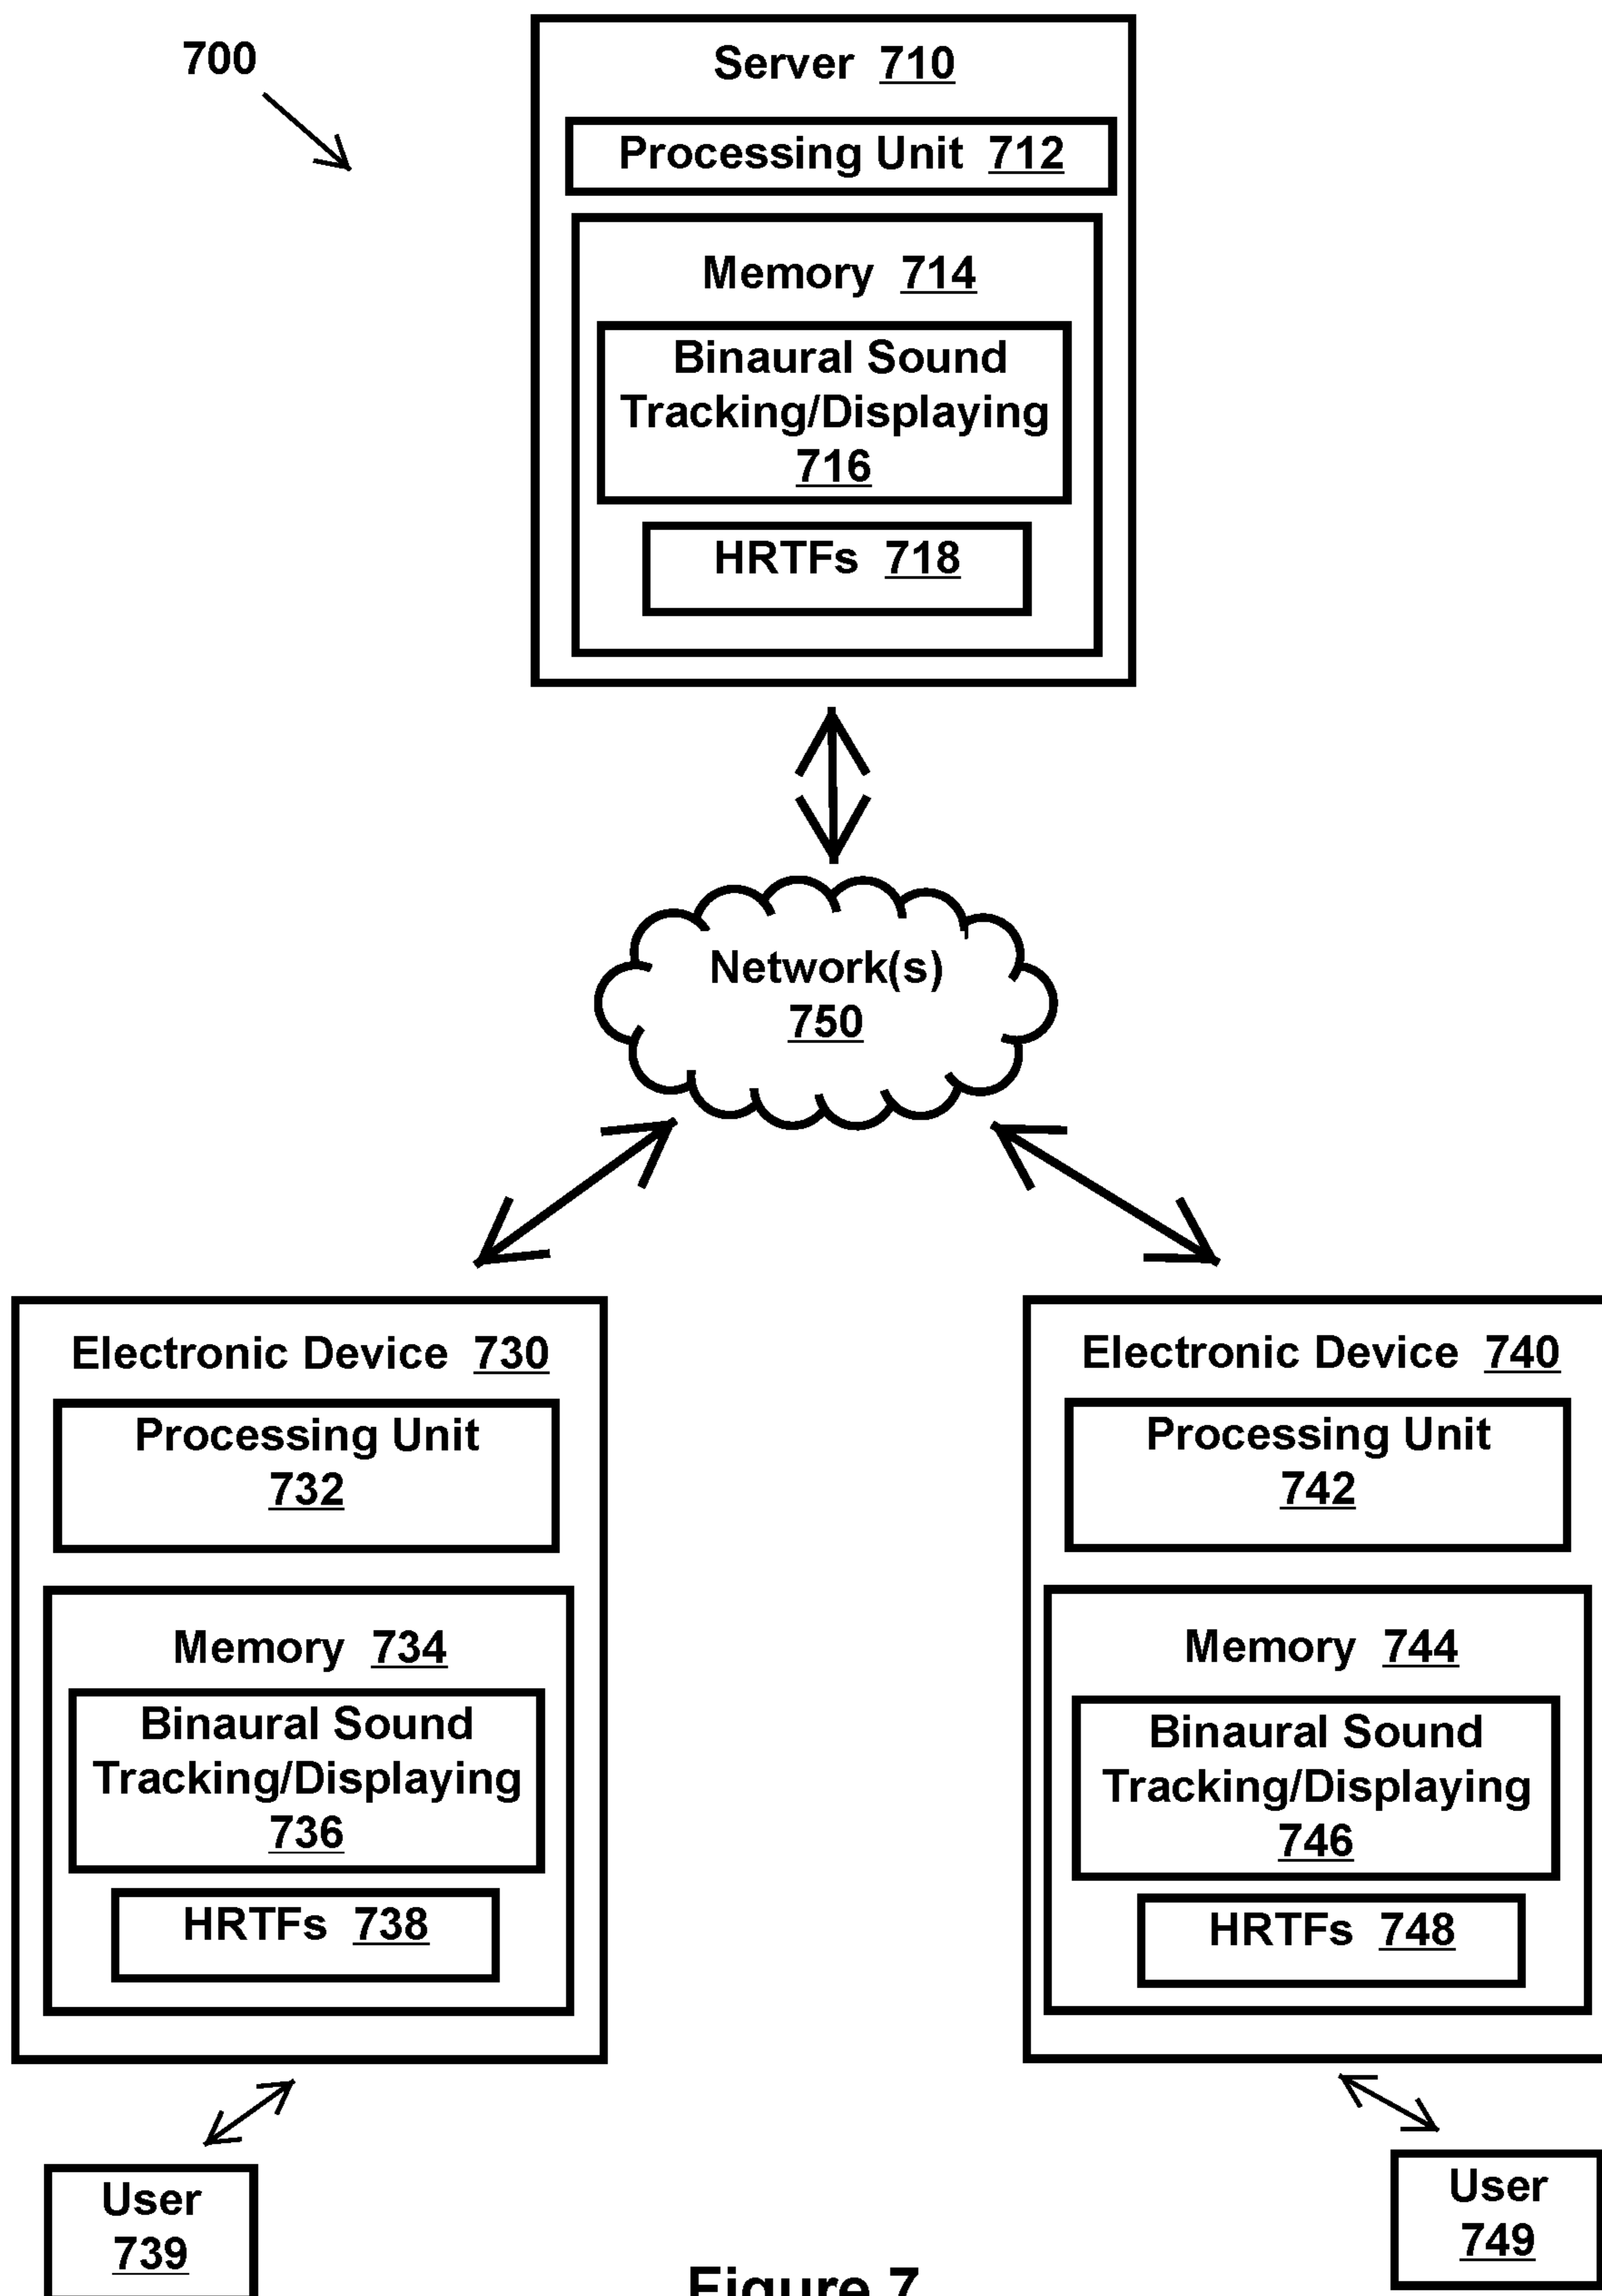 700
Server 710
Processing Unit 712
Memory 714
Binaural Sound
Tracking/Displaying
716
HRTFs 718
Network(s)
750
Electronic Device 730
Processing Unit
732
Memory 734
Binaural Sound
Tracking/Displaying
736
HRTFs 738
User
739
Electronic Device 740
Processing Unit
742
Memory 744
Binaural Sound
Tracking/Displaying
746
HRTFs 748
User
749
Figure 7